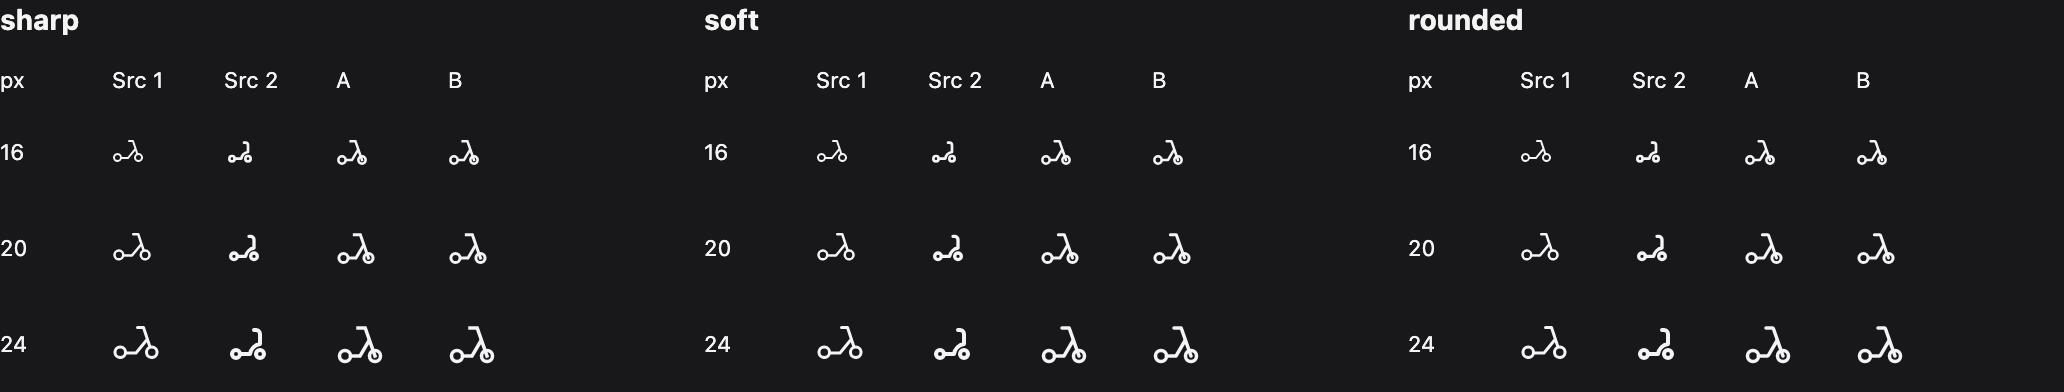 sharp soft rounded
px Src 1 Src 2 A B px Src 1 Src 2 A B px Src 1 Src 2 A B
16 16 16
20 20 20
24 24 24